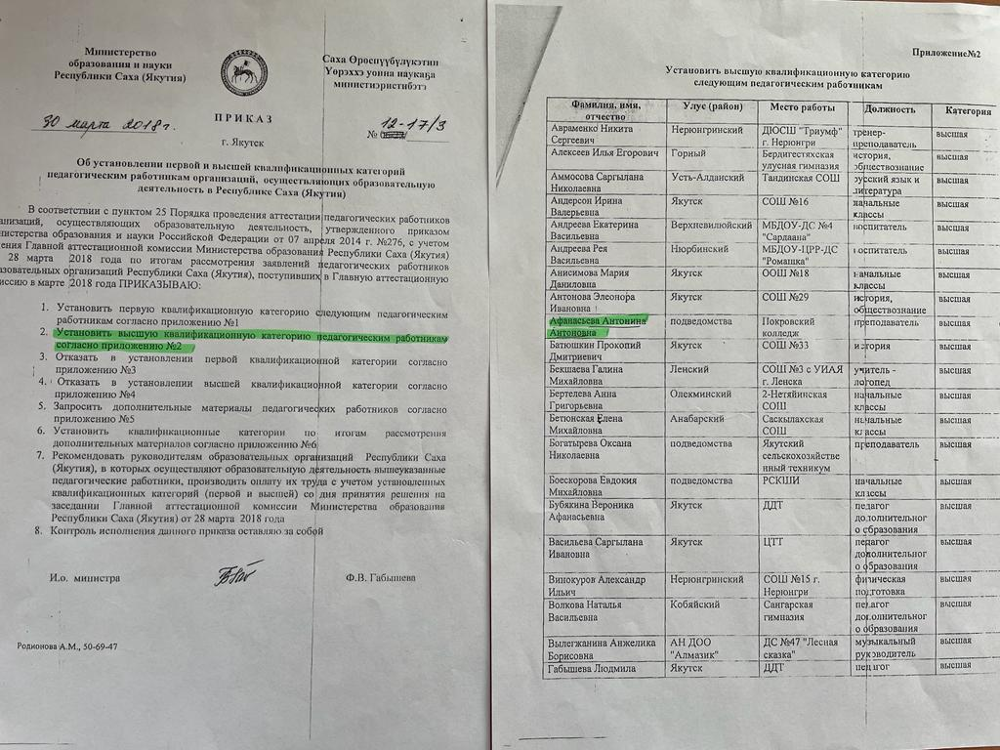 Министерство
образования и науки
Республики Саха (Якутия)
Саха Өроспүүбүлүкэтин
Үөрэххэ уонна наукаҕа
министиэристибэтэ
ПРИКАЗ
30 марта 2018г.
№ 12-17/3
г. Якутск
Об установлении первой и высшей квалификационных категорий
педагогическим работникам организаций, осуществляющих образовательную
деятельность в Республике Саха (Якутия)
В соответствии с пунктом 25 Порядка проведения аттестации педагогических работников
анизаций, осуществляющих образовательную деятельность, утвержденного приказом
нистерства образования и науки Российской Федерации от 07 апреля 2014 г. №276, с учетом
ения Главной аттестационной комиссии Министерства образования Республики Саха (Якутия)
28 марта 2018 года по итогам рассмотрения заявлений педагогических работников
азовательных организаций Республики Саха (Якутия), поступивших в Главную аттестационную
иссию в марте 2018 года ПРИКАЗЫВАЮ:
1. Установить первую квалификационную категорию следующим педагогическим
работникам согласно приложению №1
2. Установить высшую квалификационную категорию педагогическим работникам
согласно приложению №2
3. Отказать в установлении первой квалификационной категории согласно
приложению №3
4. Отказать в установлении высшей квалификационной категории согласно
приложению №4
5. Запросить дополнительные материалы педагогических работников согласно
приложению №5
6. Установить квалификационные категории по итогам рассмотрения
дополнительных материалов согласно приложению №6
7. Рекомендовать руководителям образовательных организаций Республики Саха
(Якутия), в которых осуществляют образовательную деятельность вышеуказанные
педагогические работники, производить оплату их труда с учетом установленных
квалификационных категорий (первой и высшей) со дня принятия решения на
заседании Главной аттестационной комиссии Министерства образования
Республики Саха (Якутия) от 28 марта 2018 года
8. Контроль исполнения данного приказа оставляю за собой
И.о. министра
Ф.В. Габышева
Родионова А.М., 50-69-47
Приложение№2
Установить высшую квалификационную категорию
следующим педагогическим работникам
Фамилия, имя, отчество Улус (район) Место работы Должность Категория
Авраменко Никита Сергеевич Нерюнгринский ДЮСШ "Триумф" г. Нерюнгри тренер-преподаватель высшая
Алексеев Илья Егорович Горный Бердигестяхская улусная гимназия история, обществознание высшая
Аммосова Саргылана Николаевна Усть-Алданский Тандинская СОШ русский язык и литература высшая
Андерсон Ирина Валерьевна Якутск СОШ №16 начальные классы высшая
Андреева Екатерина Васильевна Верхневилюйский МБДОУ-ДС №4 "Сардаана" воспитатель высшая
Андреева Рея Васильевна Нюрбинский МБДОУ-ЦРР-ДС "Ромашка" воспитатель высшая
Анисимова Мария Даниловна Якутск ООШ №18 начальные классы высшая
Антонова Элеонора Ивановна Якутск СОШ №29 история, обществознание высшая
Афанасьева Антонина Антоновна подведомства Покровский колледж преподаватель высшая
Батюшкин Прокопий Дмитриевич Якутск СОШ №33 история высшая
Бекшаева Галина Михайловна Ленский СОШ №3 с УИАЯ г. Ленска учитель - логопед высшая
Бертелева Анна Григорьевна Олекминский 2-Нетяйинская СОШ начальные классы высшая
Бетюнская Елена Михайловна Анабарский Саскылахская СОШ начальные классы высшая
Богатырева Оксана Николаевна подведомства Якутский сельскохозяйстве нный техникум преподаватель высшая
Боескорова Евдокия Михайловна подведомства РСКШИ начальные классы высшая
Бубякина Вероника Афанасьевна Якутск ДДТ педагог дополнительног о образования высшая
Васильева Саргылана Ивановна Якутск ЦТТ педагог дополнительног о образования высшая
Винокуров Александр Ильич Нерюнгринский СОШ №15 г. Нерюнгри физическая подготовка высшая
Волкова Наталья Васильевна Кобяйский Сангарская гимназия педагог дополнительног о образования высшая
Вылегжанина Анжелика Борисовна АН ДОО "Алмазик" ДС №47 "Лесная сказка" музыкальный руководитель высшая
Габышева Людмила Якутск ДДТ педагог высшая